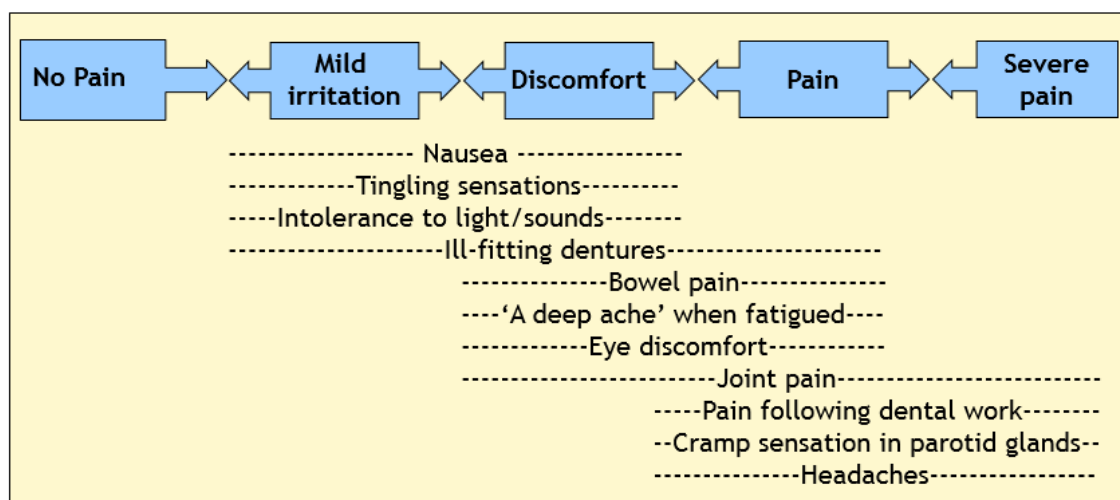 No Pain
Mild
irritation
Discomfort
Pain
Severe
pain
------------------- Nausea -----------------
-------------Tingling sensations----------
-----Intolerance to light/sounds--------
----------------------Ill-fitting dentures----------------------
---------------Bowel pain---------------
----‘A deep ache’ when fatigued----
-------------Eye discomfort------------
--------------------------Joint pain---------------------------
-----Pain following dental work--------
--Cramp sensation in parotid glands--
---------------Headaches-----------------